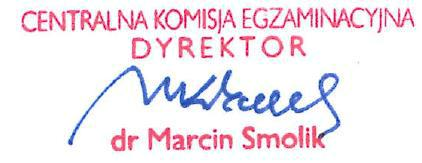 CENTRALNA KOMISJA EGZAMINACYJNA
DYREKTOR
dr Marcin Smolik